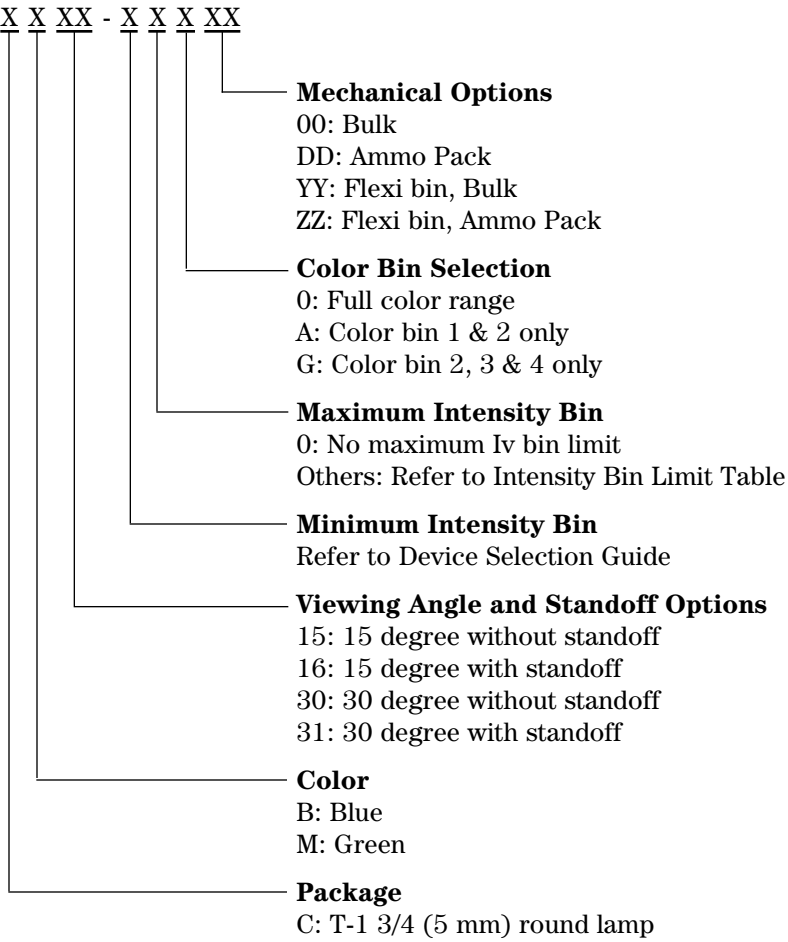 X X XX - X X X XX
Mechanical Options
00: Bulk
DD: Ammo Pack
YY: Flexi bin, Bulk
ZZ: Flexi bin, Ammo Pack
Color Bin Selection
0: Full color range
A: Color bin 1 & 2 only
G: Color bin 2, 3 & 4 only
Maximum Intensity Bin
0: No maximum Iv bin limit
Others: Refer to Intensity Bin Limit Table
Minimum Intensity Bin
Refer to Device Selection Guide
Viewing Angle and Standoff Options
15: 15 degree without standoff
16: 15 degree with standoff
30: 30 degree without standoff
31: 30 degree with standoff
Color
B: Blue
M: Green
Package
C: T-1 3/4 (5 mm) round lamp